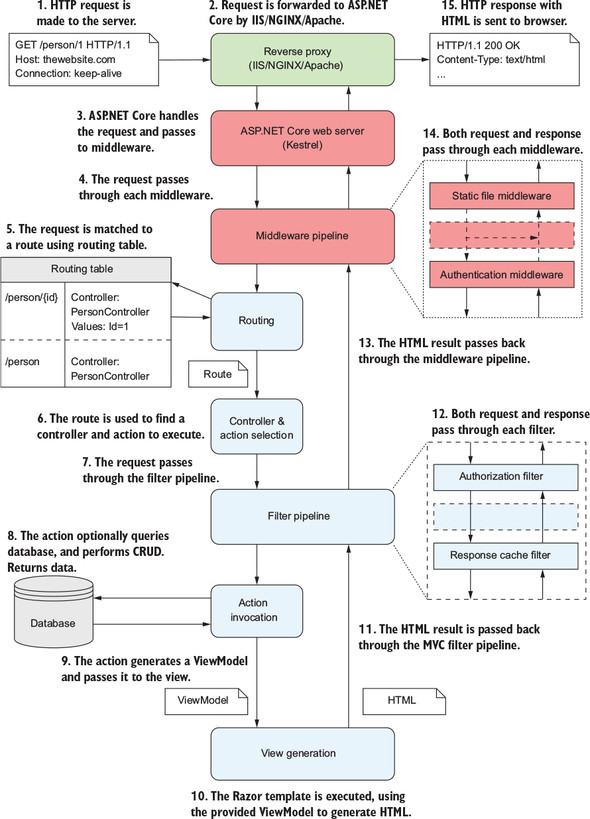 1. HTTP request is
made to the server.
2. Request is forwarded to ASP.NET
Core by IIS/NGINX/Apache.
15. HTTP response with
HTML is sent to browser.
GET /person/1 HTTP/1.1
Host: thewebsite.com
Connection: keep-alive
Reverse proxy
(IIS/NGINX/Apache)
HTTP/1.1 200 OK
Content-Type: text/html
...
3. ASP.NET Core handles
the request and passes
to middleware.
ASP.NET Core web server
(Kestrel)
14. Both request and response
pass through each middleware.
4. The request passes
through each middleware.
Static file middleware
Middleware pipeline
Authentication middleware
5. The request is matched to
a route using routing table.
Routing table
/person/{id}
Controller:
PersonController
Values: Id=1
/person
Controller:
PersonController
Routing
13. The HTML result passes back
through the middleware pipeline.
Route
6. The route is used to find a
controller and action to execute.
Controller &
action selection
12. Both request and response
pass through each filter.
7. The request passes
through the filter pipeline.
Authorization filter
Filter pipeline
Response cache filter
8. The action optionally queries
database, and performs CRUD.
Returns data.
Database
Action
invocation
11. The HTML result is passed back
through the MVC filter pipeline.
9. The action generates a ViewModel
and passes it to the view.
ViewModel
HTML
View generation
10. The Razor template is executed, using
the provided ViewModel to generate HTML.